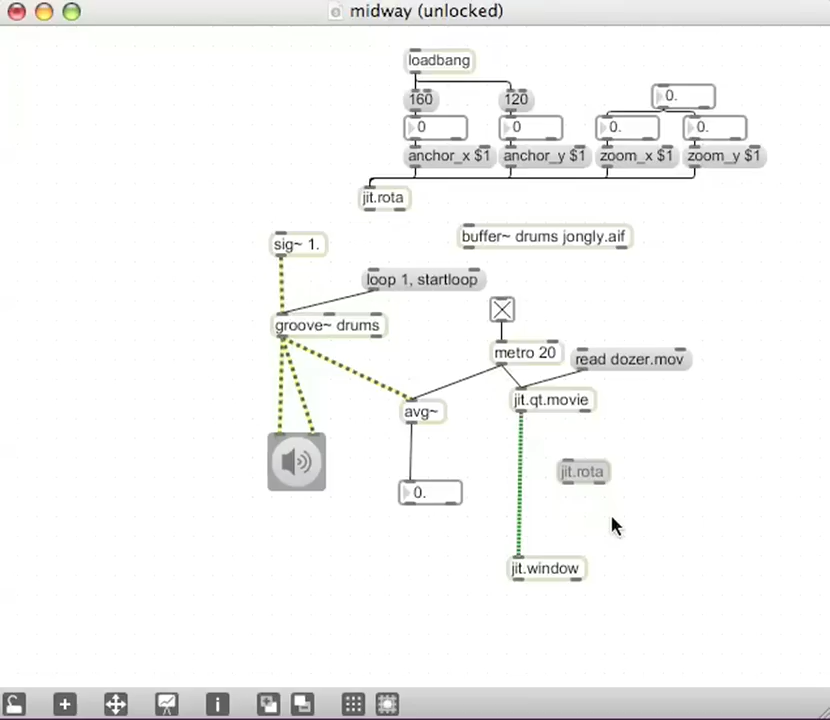 midway (unlocked)
loadbang
0.
160
120
0
0
0.
0.
anchor_x $1
anchor_y $1
zoom_x $1
zoom_y $1
jit.rota
sig~ 1.
buffer~ drums jongly.aif
loop 1, startloop
groove~ drums
metro 20
read dozer.mov
avg~
jit.qt.movie
jit.rota
0.
jit.window